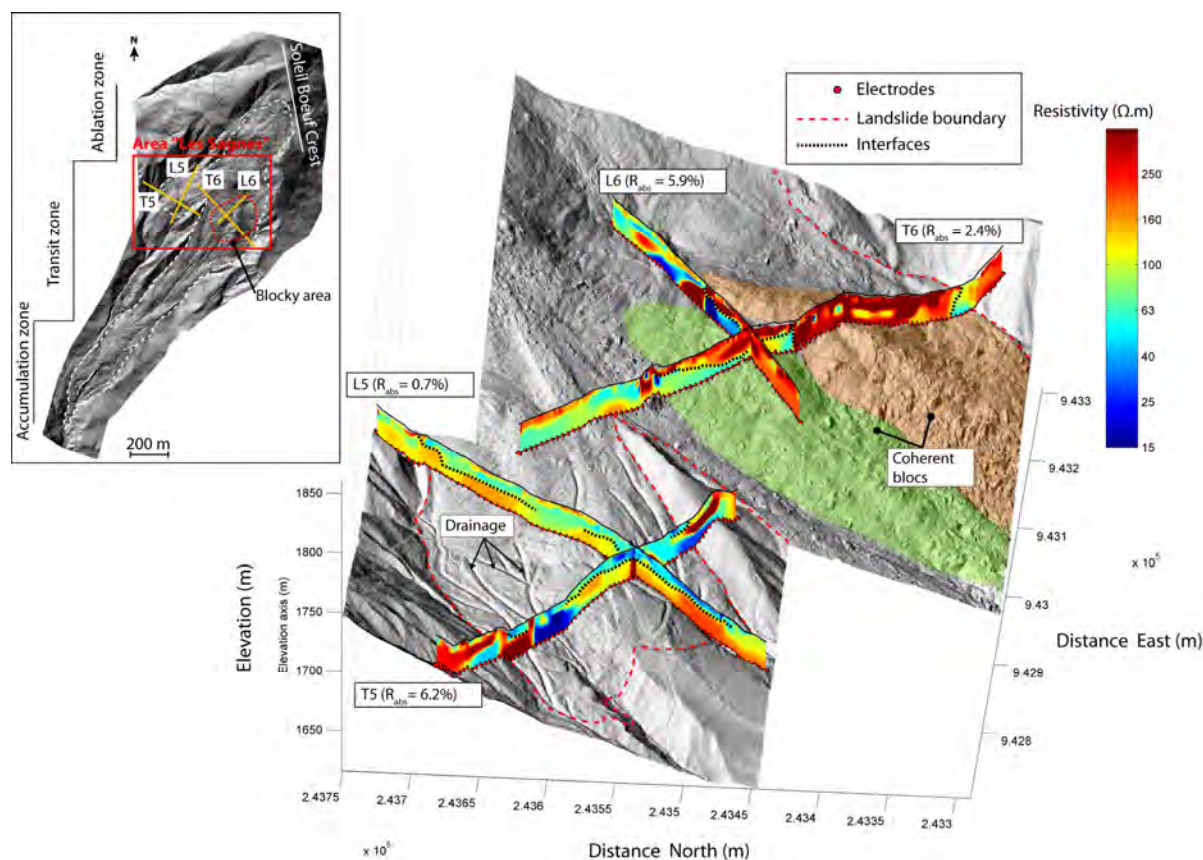 N
Ablation zone
Transit zone
Accumulation zone
Soleil Boeuf Crest
Area "Les Sagnes"
L5
T6
L6
T5
Blocky area
200 m
Electrodes
Landslide boundary
Interfaces
Resistivity (Ω.m)
250
160
100
63
40
25
15
L6 (Rabs = 5.9%)
T6 (Rabs = 2.4%)
L5 (Rabs = 0.7%)
T5 (Rabs = 6.2%)
Coherent
blocs
Drainage
Elevation (m)
Elevation axis (m)
1850
1800
1750
1700
1650
9.433
9.432
9.431
9.43
9.429
9.428
x 10⁵
Distance East (m)
2.4375
2.437
2.4365
2.436
2.4355
2.435
2.4345
2.434
2.4335
2.433
x 10⁵
Distance North (m)